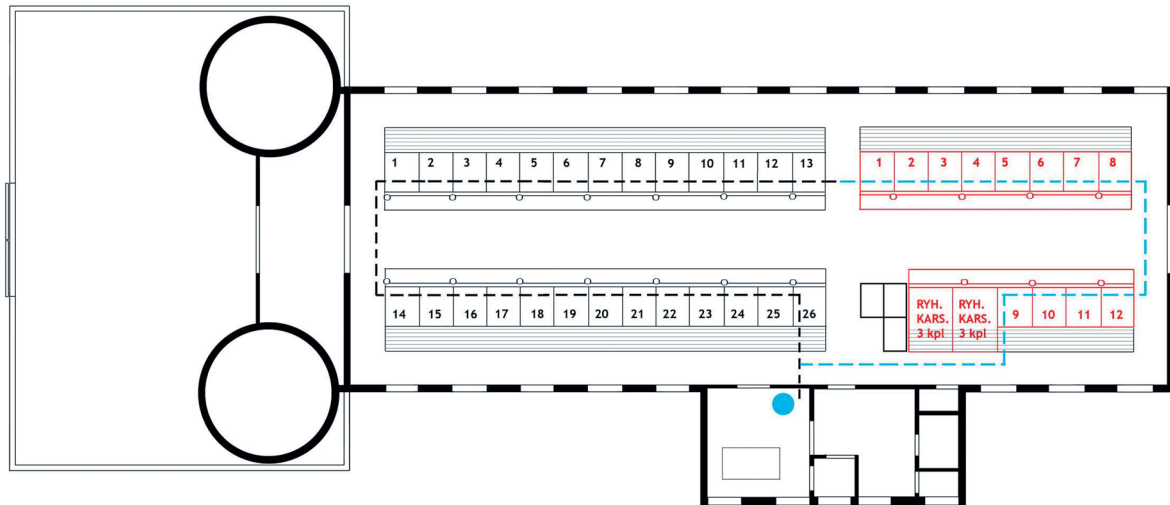 1 2 3 4 5 6 7 8 9 10 11 12 13
1 2 3 4 5 6 7 8
14 15 16 17 18 19 20 21 22 23 24 25 26
RYH.
KARS.
3 kpl
RYH.
KARS.
3 kpl
9 10 11 12